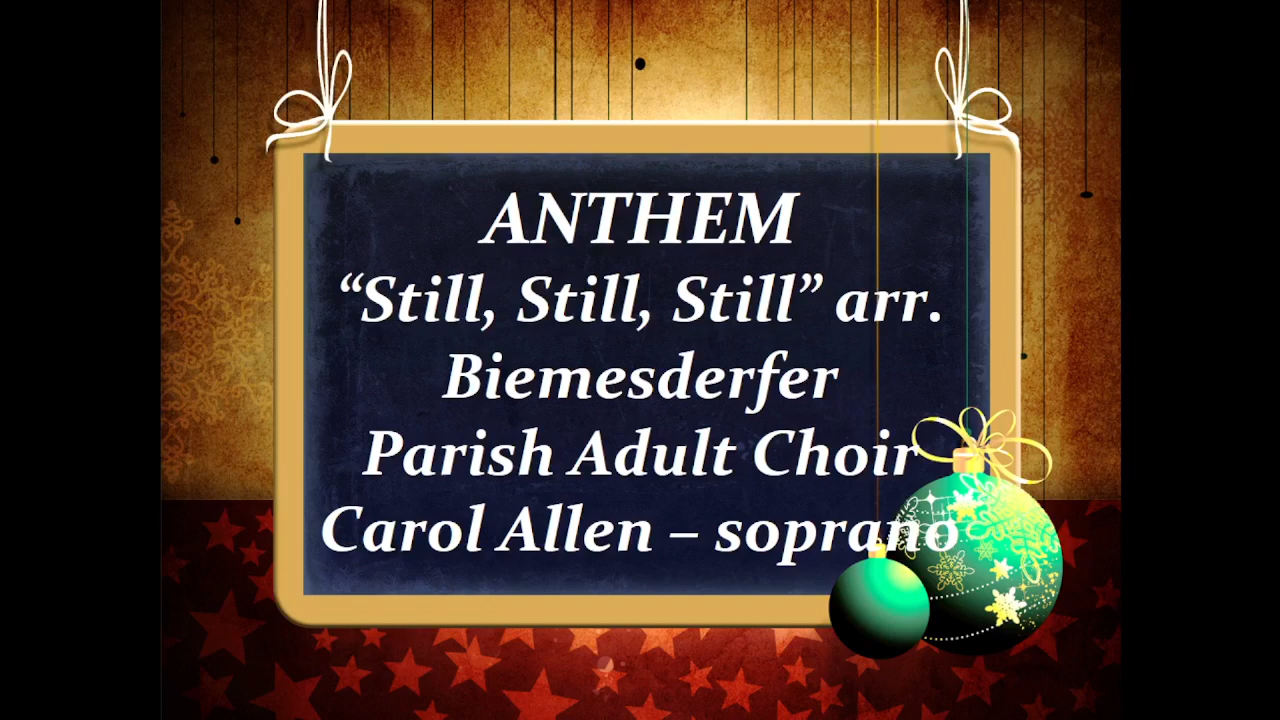 ANTHEM
“Still, Still, Still” arr.
Biemesderfer
Parish Adult Choir
Carol Allen – soprano